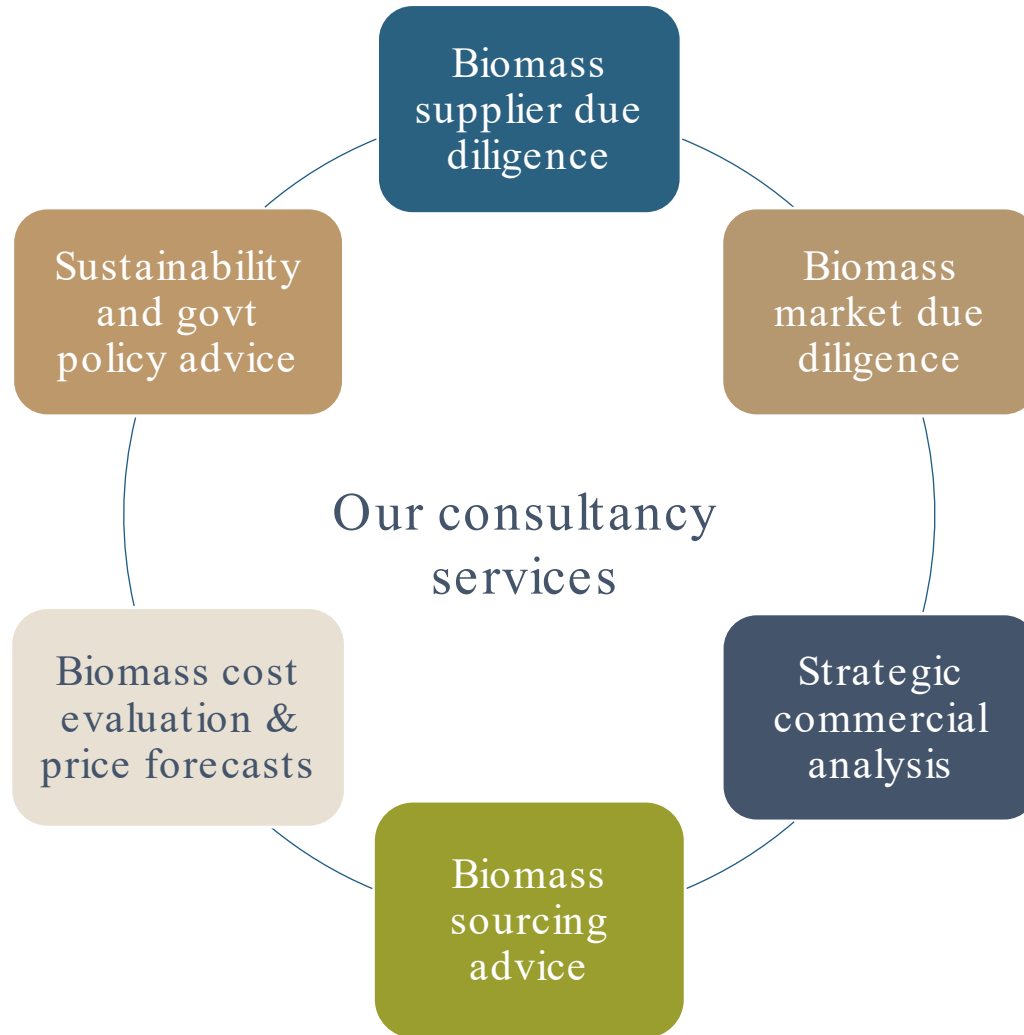 Biomass
supplier due
diligence
Biomass
market due
diligence
Strategic
commercial
analysis
Biomass
sourcing
advice
Biomass cost
evaluation &
price forecasts
Sustainability
and govt
policy advice
Our consultancy
services